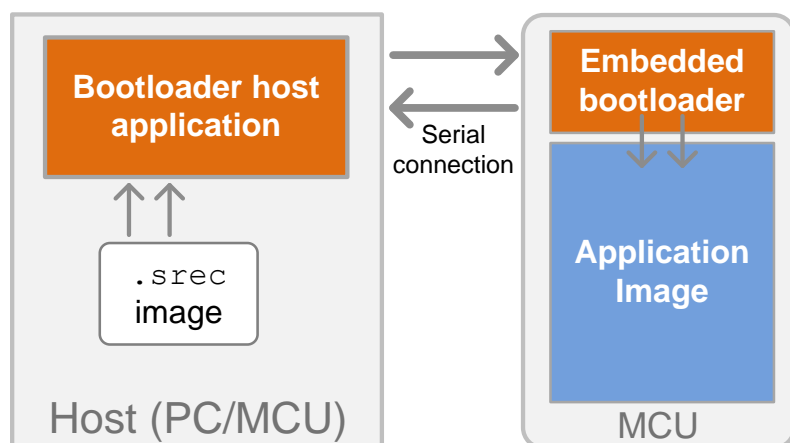 Bootloader host
application
.srec
image
Host (PC/MCU)
Serial
connection
Embedded
bootloader
Application
Image
MCU